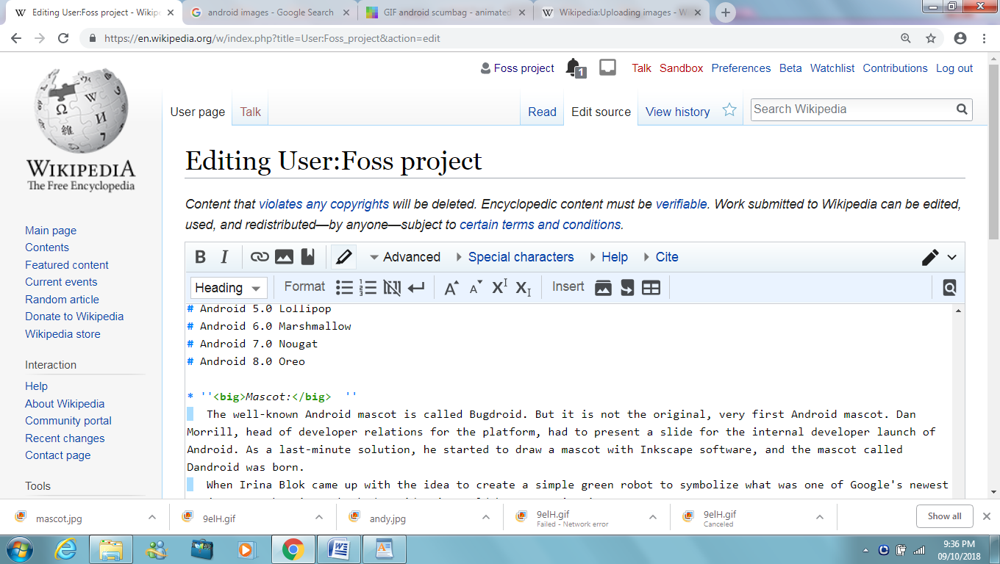 Editing User:Foss project - Wikip
android images - Google Search
GIF android scumbag - animated
Wikipedia:Uploading images - W
https://en.wikipedia.org/w/index.php?title=User:Foss_project&action=edit
Foss project
1
Talk
Sandbox
Preferences
Beta
Watchlist
Contributions
Log out
Ω
W
И
維
7
WIKIPEDIA
The Free Encyclopedia
User page
Talk
Read
Edit source
View history
Search Wikipedia
Main page
Contents
Featured content
Current events
Random article
Donate to Wikipedia
Wikipedia store
Interaction
Help
About Wikipedia
Community portal
Recent changes
Contact page
Tools
Editing User:Foss project
Content that violates any copyrights will be deleted. Encyclopedic content must be verifiable. Work submitted to Wikipedia can be edited,
used, and redistributed—by anyone—subject to certain terms and conditions.
B I Advanced Special characters Help Cite
Heading Format Insert
# Android 5.0 Lollipop
# Android 6.0 Marshmallow
# Android 7.0 Nougat
# Android 8.0 Oreo
* ''<big>Mascot:</big>  ''
The well-known Android mascot is called Bugdroid. But it is not the original, very first Android mascot. Dan
Morrill, head of developer relations for the platform, had to present a slide for the internal developer launch of
Android. As a last-minute solution, he started to draw a mascot with Inkscape software, and the mascot called
Dandroid was born.
When Irina Blok came up with the idea to create a simple green robot to symbolize what was one of Google's newest
mascot.jpg
9elH.gif
andy.jpg
9elH.gif
Failed - Network error
9elH.gif
Canceled
Show all
9:36 PM
09/10/2018